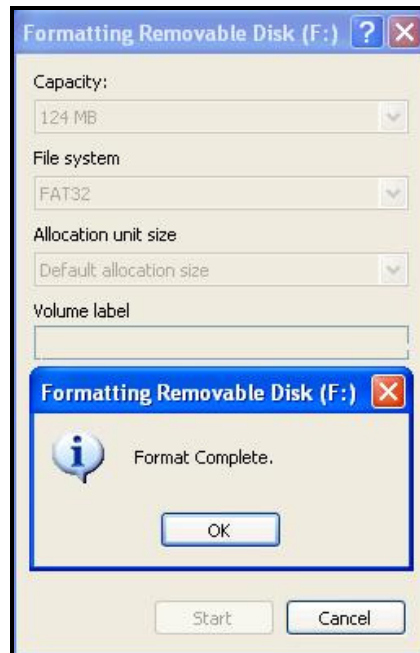 Formatting Removable Disk (F:)
Capacity:
124 MB
File system
FAT32
Allocation unit size
Default allocation size
Volume label
Formatting Removable Disk (F:)
Format Complete.
OK
Start
Cancel